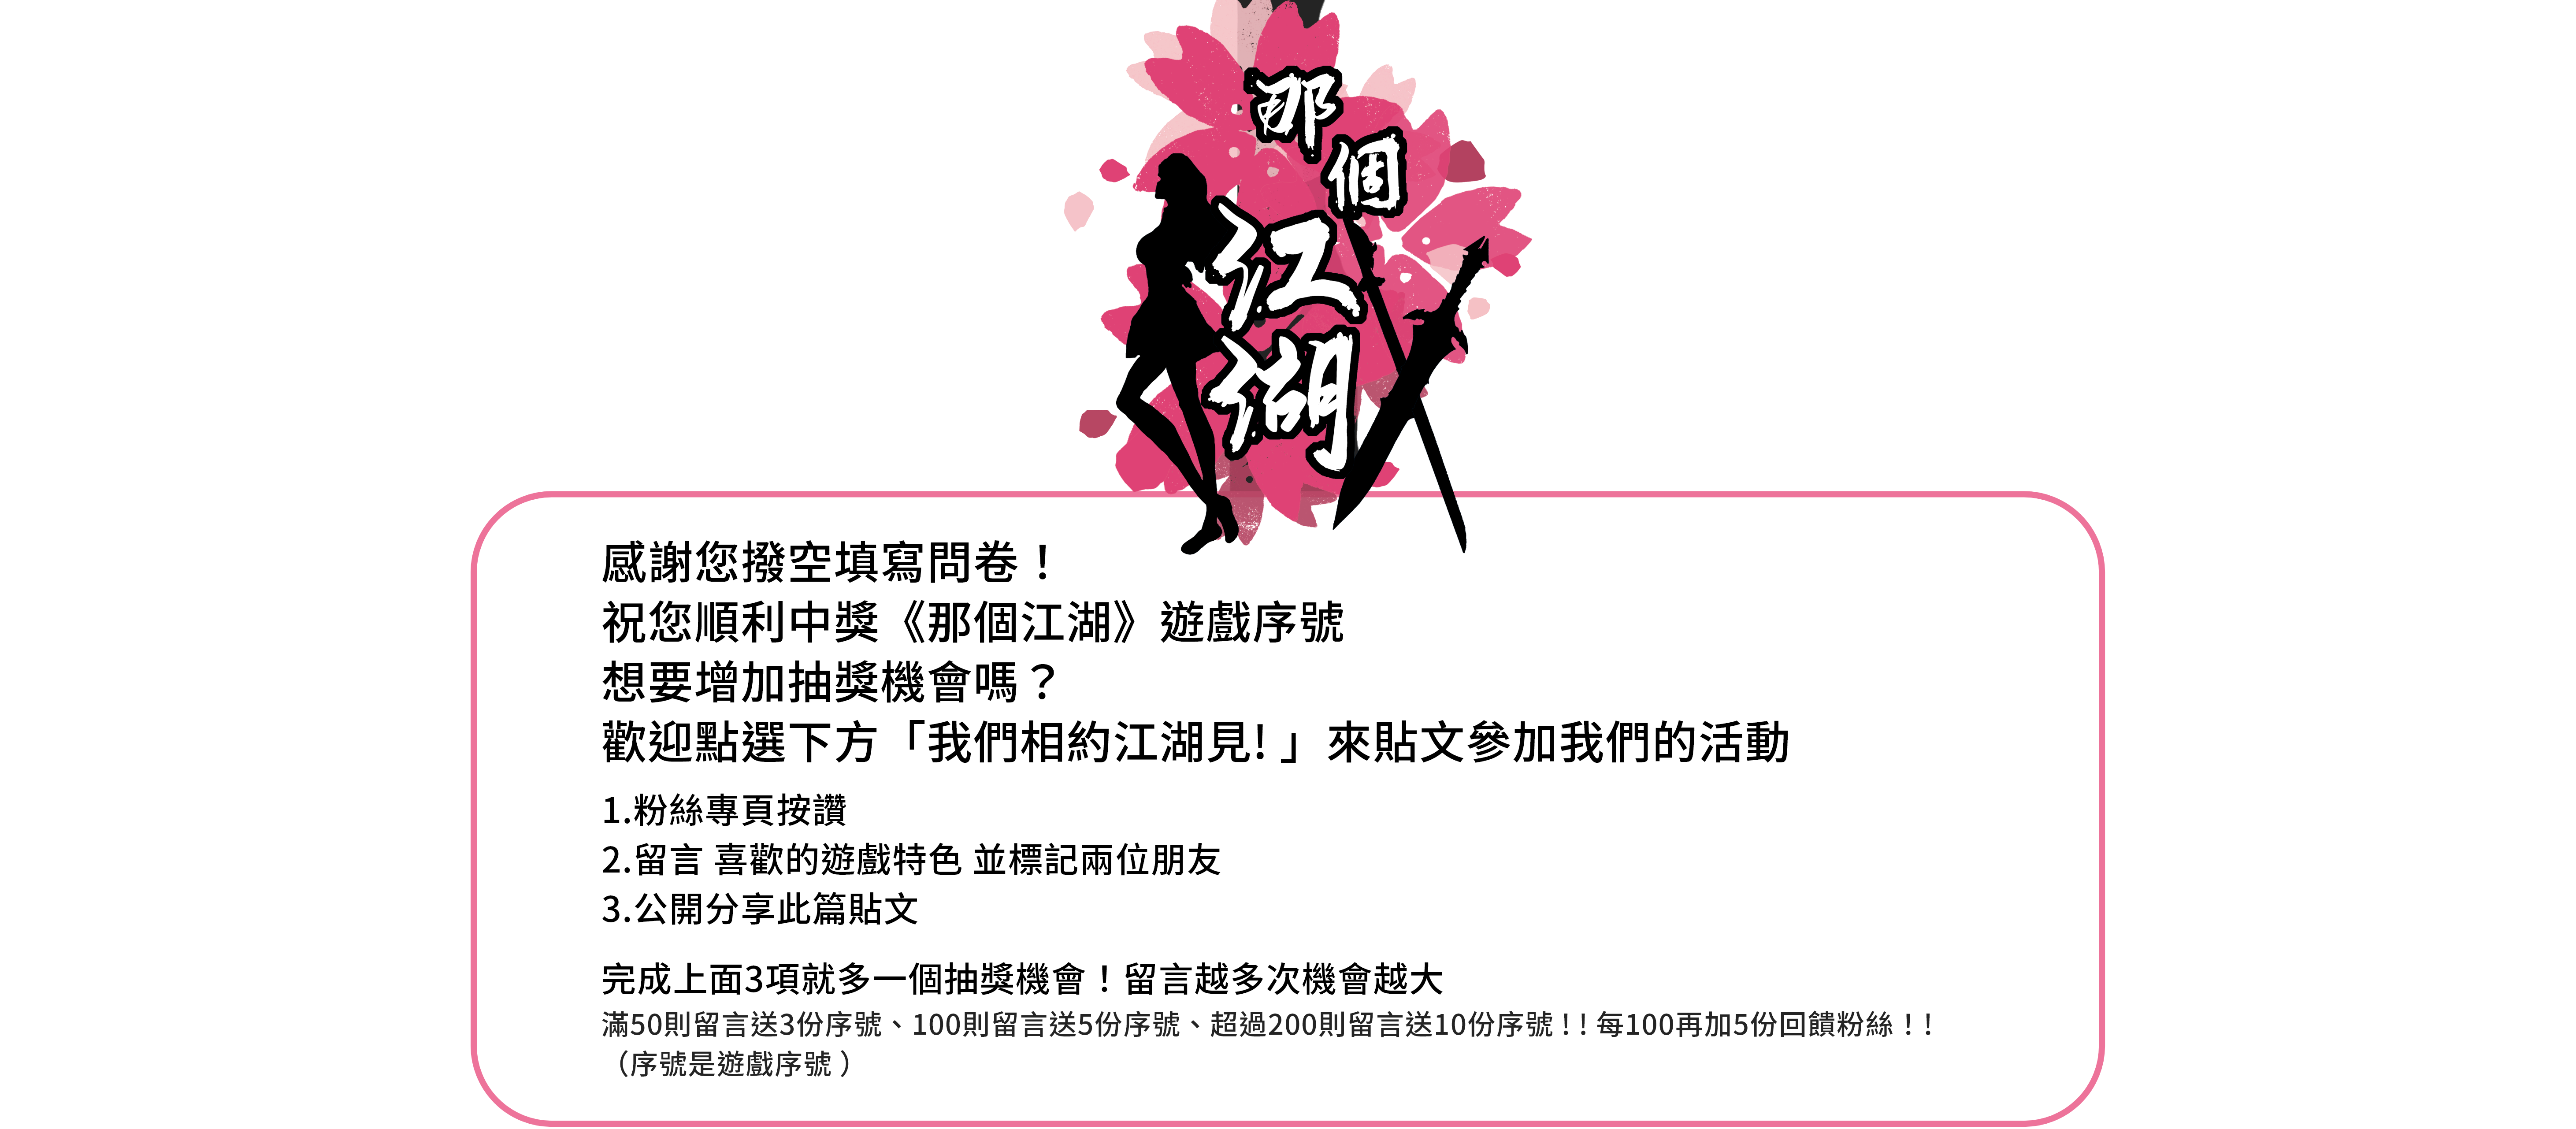 那個
江湖
感謝您撥空填寫問卷！
祝您順利中獎《那個江湖》遊戲序號
想要增加抽獎機會嗎？
歡迎點選下方「我們相約江湖見！」來貼文參加我們的活動
1.粉絲專頁按讚
2.留言 喜歡的遊戲特色 並標記兩位朋友
3.公開分享此篇貼文
完成上面3項就多一個抽獎機會！留言越多次機會越大
滿50則留言送3份序號、100則留言送5份序號、超過200則留言送10份序號！！每100再加5份回饋粉絲！！
（序號是遊戲序號 ）